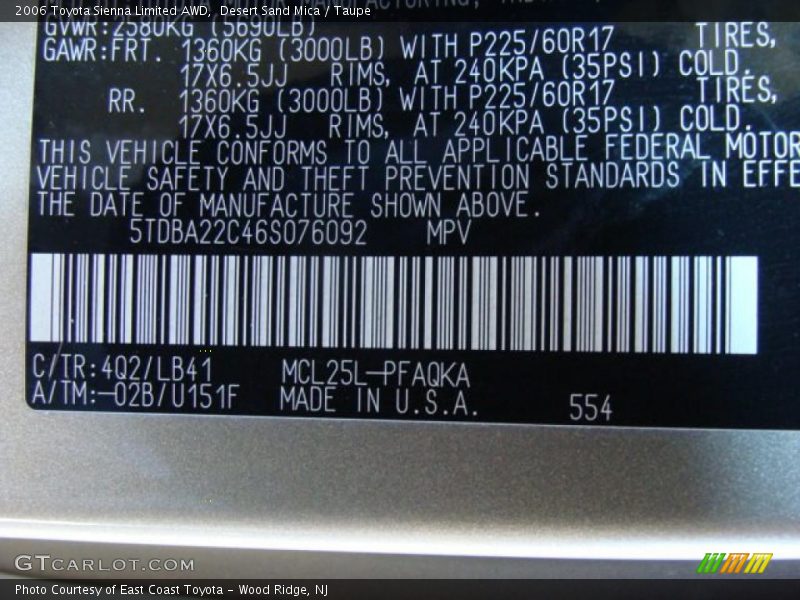 2006 Toyota Sienna Limited AWD, Desert Sand Mica / Taupe
GVWR:2580KG (5690LB)
GAWR:FRT. 1360KG (3000LB) WITH P225/60R17 TIRES,
17X6.5JJ RIMS, AT 240KPA (35PSI) COLD.
RR. 1360KG (3000LB) WITH P225/60R17 TIRES,
17X6.5JJ RIMS, AT 240KPA (35PSI) COLD.
THIS VEHICLE CONFORMS TO ALL APPLICABLE FEDERAL MOTOR
VEHICLE SAFETY AND THEFT PREVENTION STANDARDS IN EFFE
THE DATE OF MANUFACTURE SHOWN ABOVE.
5TDBA22C46S076092 MPV
C/TR:4Q2/LB41 MCL25L-PFAQKA
A/TM:-02B/U151F MADE IN U.S.A. 554
GTCARLOT.COM
Photo Courtesy of East Coast Toyota - Wood Ridge, NJ